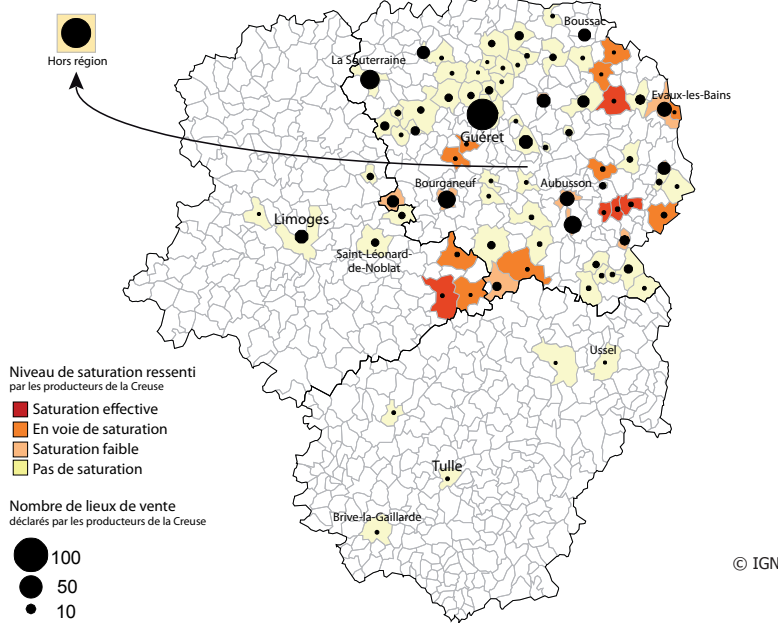 Hors région
Boussac
La Souterraine
Evaux-les-Bains
Guéret
Bourganeuf
Aubusson
Limoges
Saint-Léonard-
de-Noblat
Ussel
Tulle
Brive-la-Gaillarde
Niveau de saturation ressenti
par les producteurs de la Creuse
Saturation effective
En voie de saturation
Saturation faible
Pas de saturation
Nombre de lieux de vente
déclarés par les producteurs de la Creuse
100
50
10
© IGN